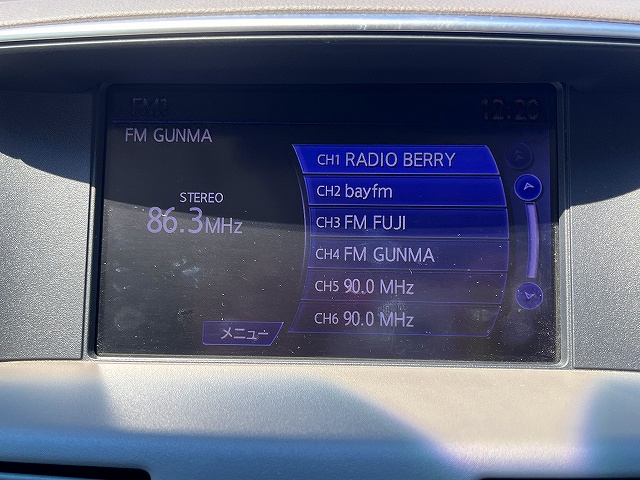 FM1
12:20
FM GUNMA
STEREO
86.3MHz
CH1 RADIO BERRY
CH2 bayfm
CH3 FM FUJI
CH4 FM GUNMA
CH5 90.0 MHz
CH6 90.0 MHz
メニュー